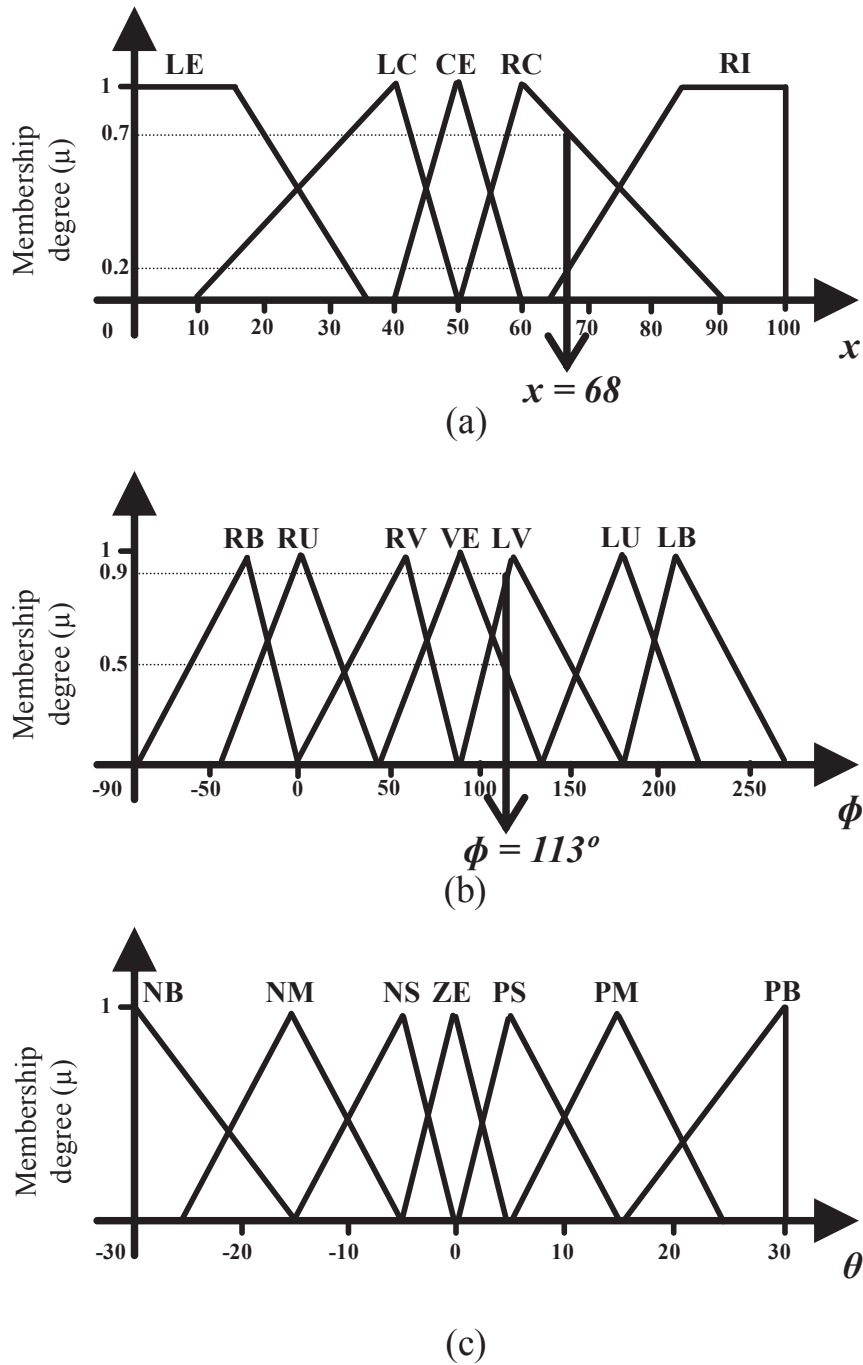 LE LC CE RC RI
1
0.7
0.2
Membership
degree (μ)
0 10 20 30 40 50 60 70 80 90 100
x
x = 68
(a)
RB RU RV VE LV LU LB
1
0.9
0.5
Membership
degree (μ)
-90 -50 0 50 100 150 200 250
ϕ
ϕ = 113º
(b)
NB NM NS ZE PS PM PB
1
Membership
degree (μ)
-30 -20 -10 0 10 20 30
θ
(c)